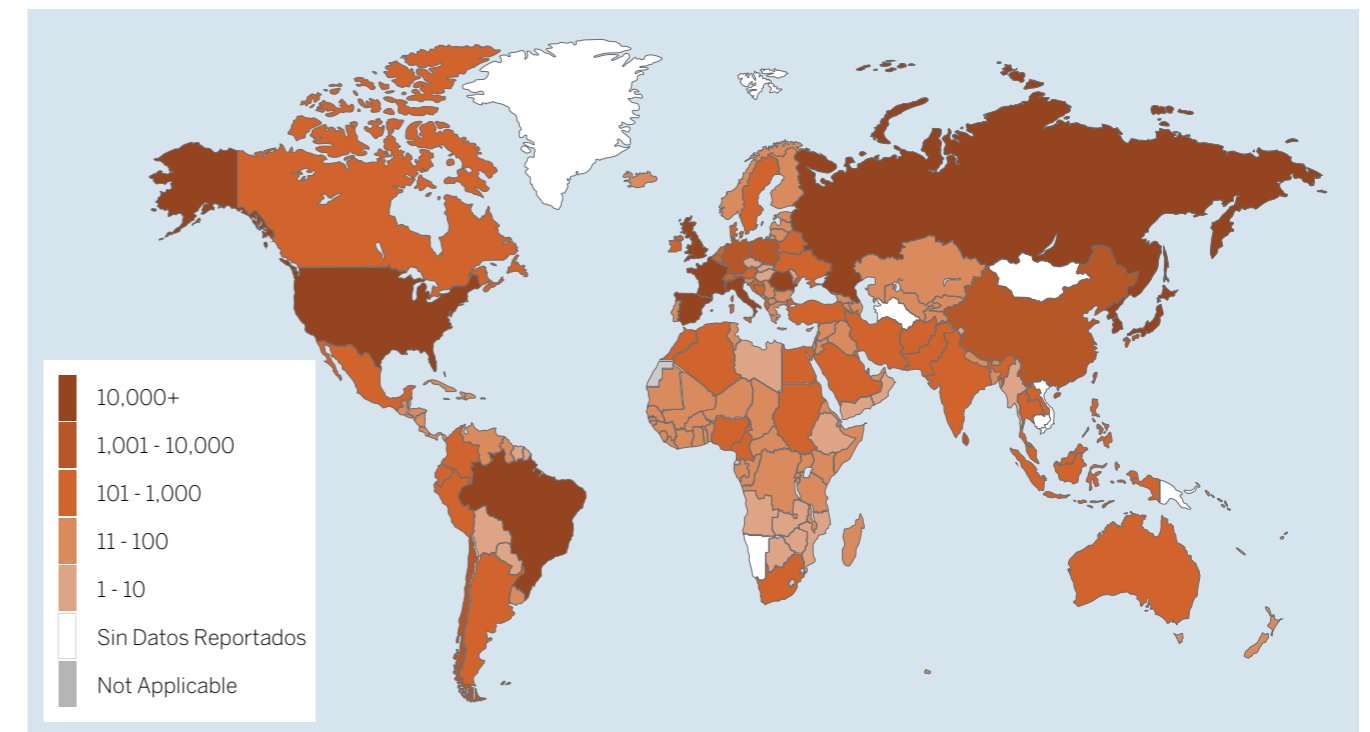 10,000+
1,001 - 10,000
101 - 1,000
11 - 100
1 - 10
Sin Datos Reportados
Not Applicable